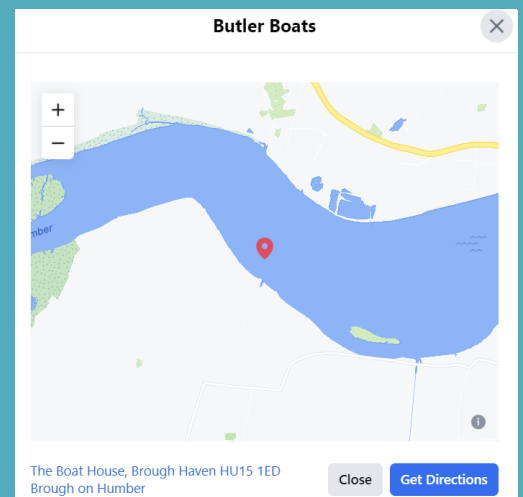 Butler Boats
+
−
mber
The Boat House, Brough Haven HU15 1ED
Brough on Humber
Close
Get Directions